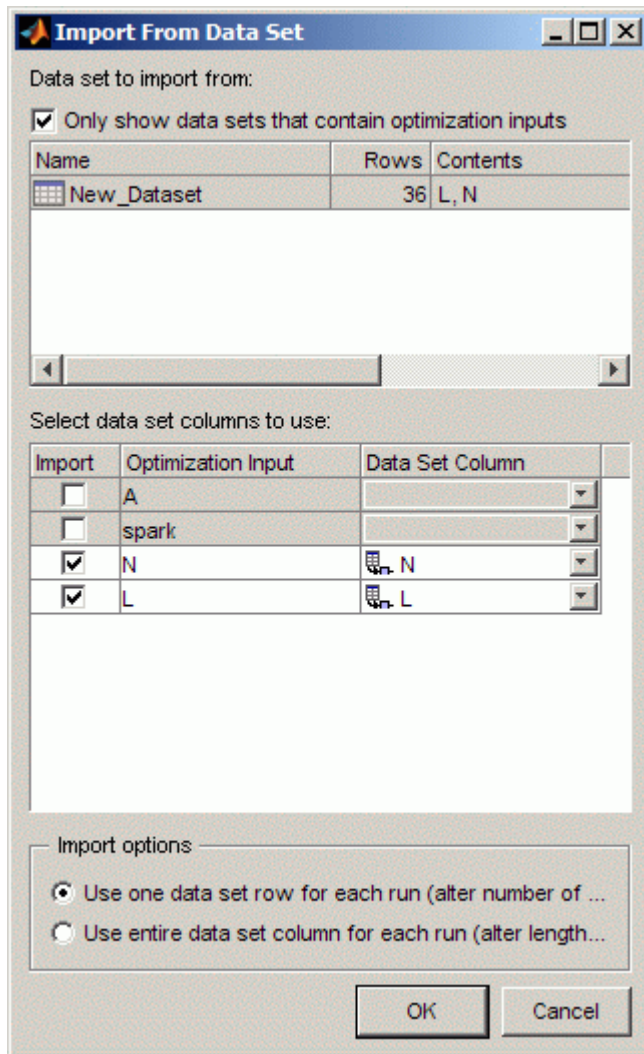 Import From Data Set
Data set to import from:
Only show data sets that contain optimization inputs
Name Rows Contents
New_Dataset 36 L, N
Select data set columns to use:
Import Optimization Input Data Set Column
A
spark
N N
L L
Import options
Use one data set row for each run (alter number of ...
Use entire data set column for each run (alter length...
OK Cancel